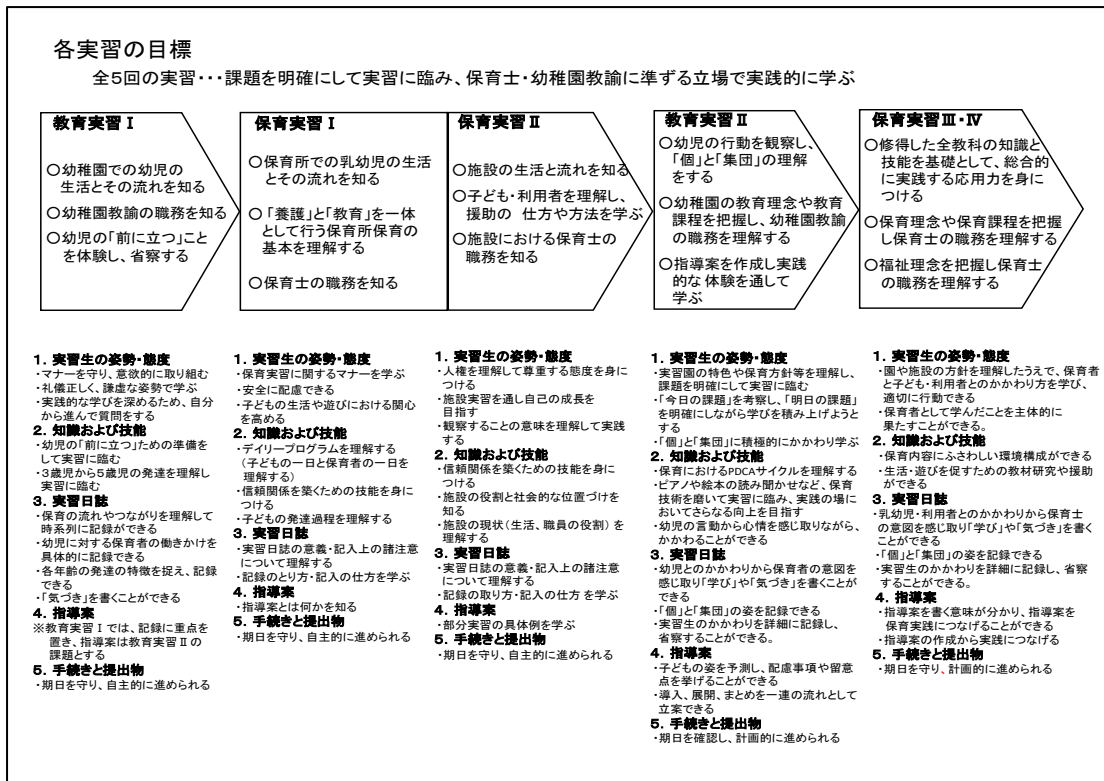 各実習の目標
全５回の実習・・・課題を明確にして実習に臨み、保育士・幼稚園教諭に準ずる立場で実践的に学ぶ
教育実習Ⅰ
○幼稚園での幼児の
生活とその流れを知る
○幼稚園教諭の職務を知る
○幼児の「前に立つ」こと
を体験し、省察する
保育実習Ⅰ
○保育所での乳幼児の生活
とその流れを知る
○「養護」と「教育」を一体
として行う保育所保育の
基本を理解する
○保育士の職務を知る
保育実習Ⅱ
○施設の生活と流れを知る
○子ども・利用者を理解し、
援助の 仕方や方法を学ぶ
○施設における保育士の
職務を知る
教育実習Ⅱ
○幼児の行動を観察し、
「個」と「集団」の理解
をする
○幼稚園の教育理念や教育
課程を把握し、幼稚園教諭
の職務を理解する
○指導案を作成し実践
的な 体験を通して
学ぶ
保育実習Ⅲ・Ⅳ
○修得した全教科の知識と
技能を基礎として、総合的
に実践する応用力を身に
つける
○保育理念や保育課程を把握
し保育士の職務を理解する
○福祉理念を把握し保育士
の職務を理解する
１．実習生の姿勢・態度
・マナーを守り、意欲的に取り組む
・礼儀正しく、謙虚な姿勢で学ぶ
・実践的な学びを深めるため、自分
から進んで質問をする
２．知識および技能
・幼児の「前に立つ」ための準備を
して実習に臨む
・３歳児から５歳児の発達を理解し
実習に臨む
３．実習日誌
・保育の流れやつながりを理解して
時系列に記録ができる
・幼児に対する保育者の働きかけを
具体的に記録できる
・各年齢の発達の特徴を捉え、記録
できる
・「気づき」を書くことができる
４．指導案
※教育実習Ⅰでは、記録に重点を
置き、指導案は教育実習Ⅱの
課題とする
５．手続きと提出物
・期日を守り、自主的に進められる
１．実習生の姿勢・態度
・保育実習に関するマナーを学ぶ
・安全に配慮できる
・子どもの生活や遊びにおける関心
を高める
２．知識および技能
・デイリープログラムを理解する
（子どもの一日と保育者の一日を
理解する）
・信頼関係を築くための技能を身に
つける
・子どもの発達過程を理解する
３．実習日誌
・実習日誌の意義・記入上の諸注意
について理解する
・記録のとり方・記入の仕方を学ぶ
４．指導案
・指導案とは何かを知る
５．手続きと提出物
・期日を守り、自主的に進められる
１．実習生の姿勢・態度
・人権を理解して尊重する態度を身に
つける
・施設実習を通し自己の成長を
目指す
・観察することの意味を理解して実践
する
２．知識および技能
・信頼関係を築くための技能を身に
つける
・施設の役割と社会的な位置づけを
知る
・施設の現状（生活、職員の役割）を
理解する
３．実習日誌
・実習日誌の意義・記入上の諸注意
について理解する
・記録の取り方・記入の仕方 を学ぶ
４．指導案
・部分実習の具体例を学ぶ
５．手続きと提出物
・期日を守り、自主的に進められる
１．実習生の姿勢・態度
・実習園の特色や保育方針等を理解し、
課題を明確にして実習に臨む
・「今日の課題」を考察し、「明日の課題」
を明確にしながら学びを積み上げようと
する
・「個」と「集団」に積極的にかかわり学ぶ
２．知識および技能
・保育におけるPDCAサイクルを理解する
・ピアノや絵本の読み聞かせなど、保育
技術を磨いて実習に臨み、実践の場に
おいてさらなる向上を目指す
・幼児の言動から心情を感じ取りながら、
かかわることができる
３．実習日誌
・幼児とのかかわりから保育者の意図を
感じ取り「学び」や「気づき」を書くことが
できる
・「個」と「集団」の姿を記録できる
・実習生のかかわりを詳細に記録し、
省察することができる。
４．指導案
・子どもの姿を予測し、配慮事項や留意
点を挙げることができる
・導入、展開、まとめを一連の流れとして
立案できる
５．手続きと提出物
・期日を確認し、計画的に進められる
１．実習生の姿勢・態度
・園や施設の方針を理解したうえで、保育者
と子ども・利用者とのかかわり方を学び、
適切に行動できる
・保育者として学んだことを主体的に
果たすことができる。
２．知識および技能
・保育内容にふさわしい環境構成ができる
・生活・遊びを促すための教材研究や援助
ができる
３．実習日誌
・乳幼児・利用者とのかかわりから保育士
の意図を感じ取り「学び」や「気づき」を書く
ことができる
・「個」と「集団」の姿を記録できる
・実習生のかかわりを詳細に記録し、省察
することができる。
４．指導案
・指導案を書く意味が分かり、指導案を
保育実践につなげることができる
・指導案の作成から実践につなげる
５．手続きと提出物
・期日を守り、計画的に進められる